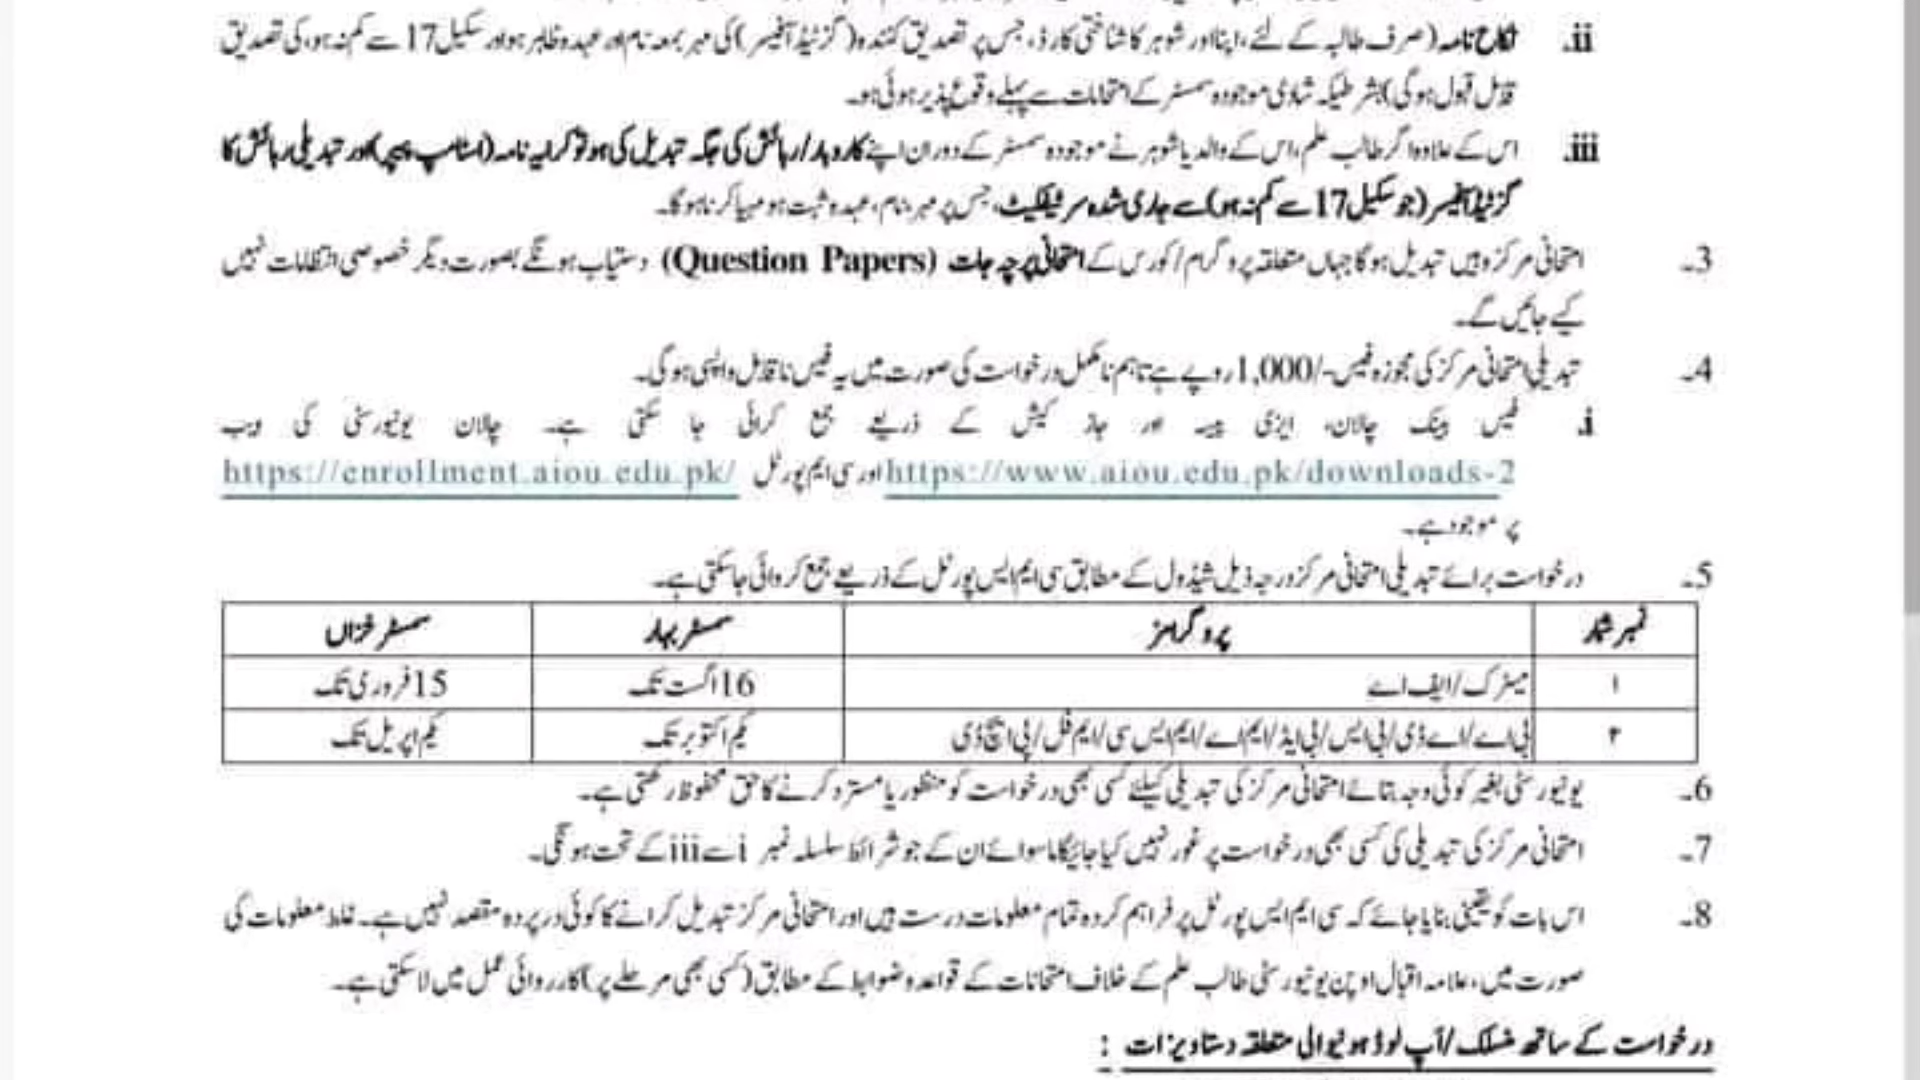 ii. نکاح نامہ (صرف طالبہ کے لئے، اپنا اور شوہر کا شناختی کارڈ، جس پر تصدیق کنندہ (گزٹیڈ آفیسر) کی مہر بمعہ نام اور عہدہ ظاہر ہو اور سکیل 17 سے کم نہ ہو، کی تصدیق
قابل قبول ہوگی) بشرطیکہ شادی موجودہ سمسٹر کے امتحانات سے پہلے وقوع پذیر ہوئی ہو۔
iii. اس کے علاوہ اگر طالب علم، اس کے والد یا شوہر نے موجودہ سمسٹر کے دوران اپنے کاروبار/رہائش کی جگہ تبدیل کی ہو تو کرایہ نامہ (اسٹامپ پیپر) اور تبدیلی رہائش کا
گزٹیڈ آفیسر (جو سکیل 17 سے کم نہ ہو) سے جاری شدہ سرٹیفکیٹ، جس پر مہر، نام، عہدہ ثبت ہو مہیا کرنا ہوگا۔
3۔ امتحانی مرکز وہیں تبدیل ہوگا جہاں متعلقہ پروگرام/کورس کے امتحانی پرچہ جات (Question Papers) دستیاب ہونگے بصورت دیگر خصوصی انتظامات نہیں
کیے جائیں گے۔
4۔ تبدیلی امتحانی مرکز کی مجوزہ فیس -/1,000 روپے ہے تاہم نامکمل درخواست کی صورت میں یہ فیس ناقابل واپسی ہوگی۔
i. فیس بینک چالان، ایزی پیسہ اور جاز کیش کے ذریعے جمع کرائی جا سکتی ہے۔ چالان یونیورسٹی کی ویب
https://www.aiou.edu.pk/downloads-2 اور سی ایم پورٹل https://enrollment.aiou.edu.pk/
پر موجود ہے۔
5۔ درخواست برائے تبدیلی امتحانی مرکز درجہ ذیل شیڈول کے مطابق سی ایم ایس پورٹل کے ذریعے جمع کروائی جاسکتی ہے۔
نمبر شمار پروگرامز سمسٹر بہار سمسٹر خزاں
۱ میٹرک/ایف اے 16 اگست تک 15 فروری تک
۲ بی اے/اے ڈی/بی ایس/بی ایڈ/ایم اے/ایم ایس سی/ایم فل/پی ایچ ڈی یکم اکتوبر تک یکم اپریل تک
6۔ یونیورسٹی بغیر کوئی وجہ بتائے امتحانی مرکز کی تبدیلی کیلئے کسی بھی درخواست کو منظور یا مسترد کرنے کا حق محفوظ رکھتی ہے۔
7۔ امتحانی مرکز کی تبدیلی کی کسی بھی درخواست پر غور نہیں کیا جائیگا ماسوائے ان کے جو شرائط سلسلہ نمبر i سے iii کے تحت ہونگی۔
8۔ اس بات کو یقینی بنایا جائے کہ سی ایم ایس پورٹل پر فراہم کردہ تمام معلومات درست ہیں اور امتحانی مرکز تبدیل کرانے کا کوئی در پردہ مقصد نہیں ہے۔ غلط معلومات کی
صورت میں، علامہ اقبال اوپن یونیورسٹی طالب علم کے خلاف امتحانات کے قواعد و ضوابط کے مطابق (کسی بھی مرحلے پر) کارروائی عمل میں لا سکتی ہے۔
درخواست کے ساتھ منسلک/اَپ لوڈ ہونیوالی متعلقہ دستاویزات :